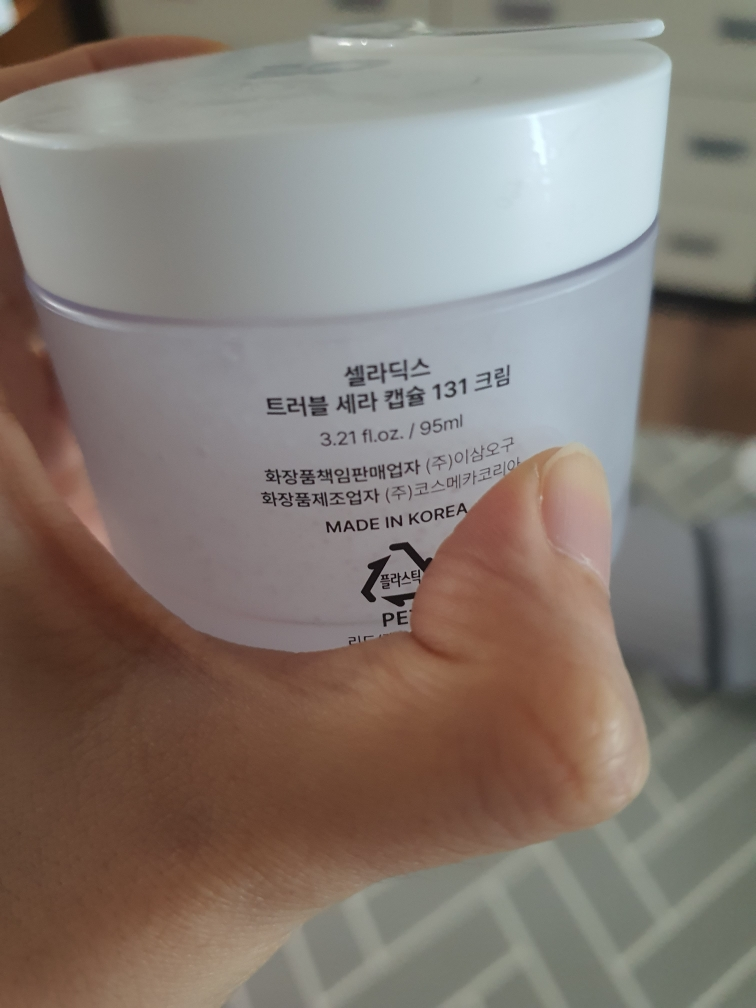 셀라딕스
트러블 세라 캡슐 131 크림
3.21 fl.oz. / 95ml
화장품책임판매업자 (주)이삼오구
화장품제조업자 (주)코스메카코리아
MADE IN KOREA
플라스틱